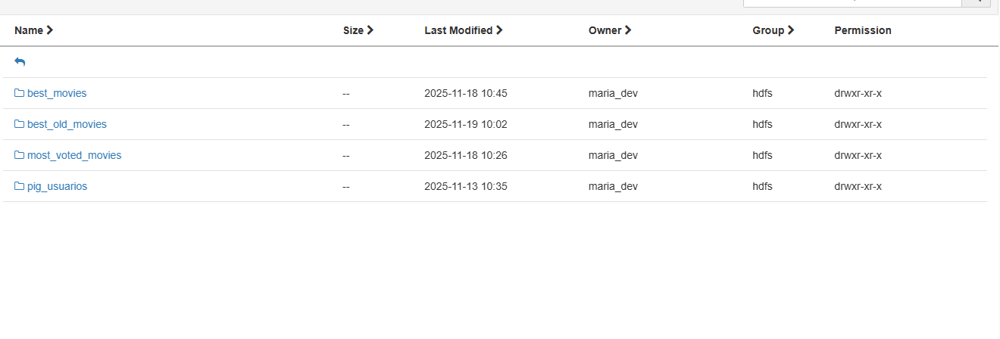 Name Size Last Modified Owner Group Permission
best_movies -- 2025-11-18 10:45 maria_dev hdfs drwxr-xr-x
best_old_movies -- 2025-11-19 10:02 maria_dev hdfs drwxr-xr-x
most_voted_movies -- 2025-11-18 10:26 maria_dev hdfs drwxr-xr-x
pig_usuarios -- 2025-11-13 10:35 maria_dev hdfs drwxr-xr-x